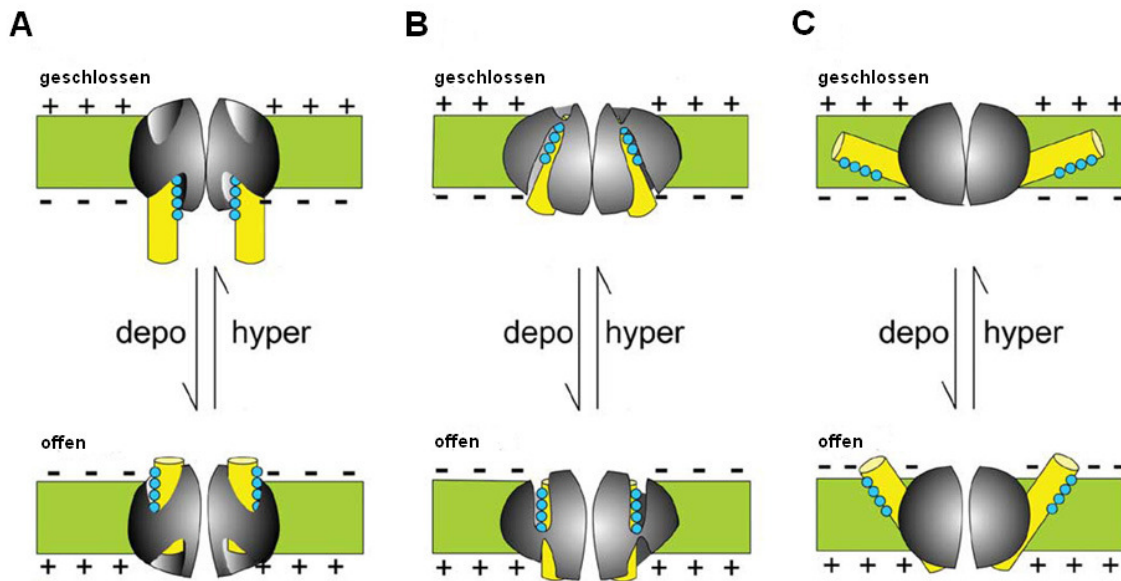 A
B
C
geschlossen
geschlossen
geschlossen
+ + +
+ + +
+ + +
+ + +
+ + +
+ + +
- - -
- - -
- - -
- - -
- - -
- - -
depo
hyper
depo
hyper
depo
hyper
offen
offen
offen
- - -
- - -
- - -
- - -
- - -
- - -
+ + +
+ + +
+ + +
+ + +
+ + +
+ + +